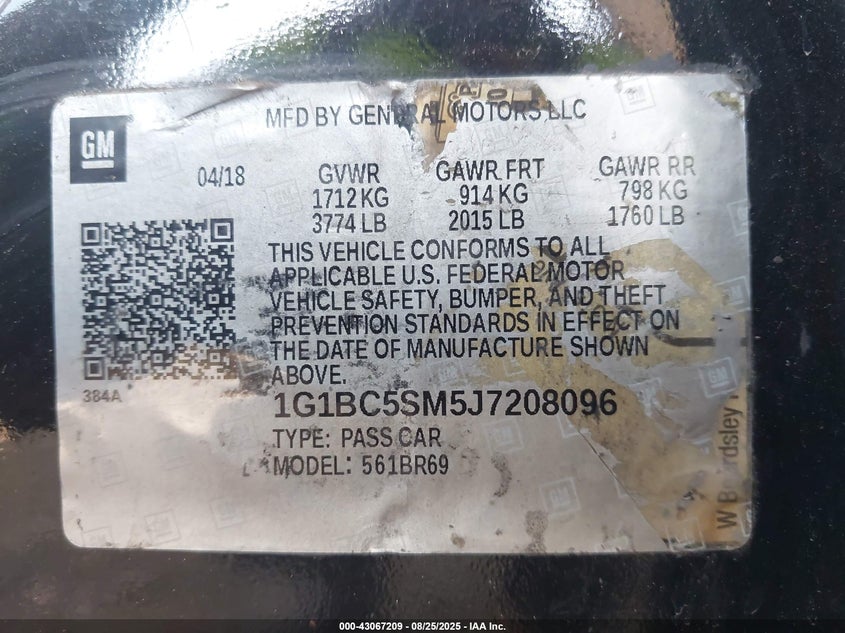 MFD BY GENERAL MOTORS LLC
GM
04/18
GVWR GAWR FRT GAWR RR
1712 KG 914 KG 798 KG
3774 LB 2015 LB 1760 LB
THIS VEHICLE CONFORMS TO ALL
APPLICABLE U.S. FEDERAL MOTOR
VEHICLE SAFETY, BUMPER, AND THEFT
PREVENTION STANDARDS IN EFFECT ON
THE DATE OF MANUFACTURE SHOWN
ABOVE.
384A
1G1BC5SM5J7208096
TYPE: PASS CAR
MODEL: 561BR69
000-43067209 - 08/25/2025 - IAA Inc.